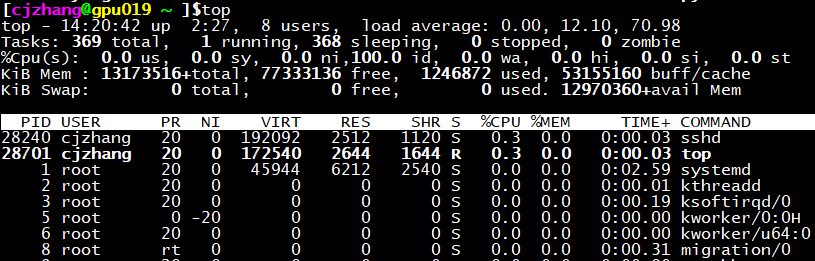 [cjzhang@gpu019 ~ ]$top
top - 14:20:42 up  2:27,  8 users,  load average: 0.00, 12.10, 70.98
Tasks: 369 total,   1 running, 368 sleeping,   0 stopped,   0 zombie
%Cpu(s):  0.0 us,  0.0 sy,  0.0 ni,100.0 id,  0.0 wa,  0.0 hi,  0.0 si,  0.0 st
KiB Mem : 13173516+total, 77333136 free,  1246872 used, 53155160 buff/cache
KiB Swap:        0 total,        0 free,        0 used. 12970360+avail Mem
PID USER      PR  NI    VIRT    RES    SHR S  %CPU %MEM     TIME+ COMMAND
28240 cjzhang   20   0  192092   2512   1120 S   0.3  0.0   0:00.03 sshd
28701 cjzhang   20   0  172540   2644   1644 R   0.3  0.0   0:00.03 top
1 root      20   0   45944   6212   2540 S   0.0  0.0   0:02.59 systemd
2 root      20   0       0      0      0 S   0.0  0.0   0:00.01 kthreadd
3 root      20   0       0      0      0 S   0.0  0.0   0:00.19 ksoftirqd/0
5 root       0 -20       0      0      0 S   0.0  0.0   0:00.00 kworker/0:0H
6 root      20   0       0      0      0 S   0.0  0.0   0:00.00 kworker/u64:0
8 root      rt   0       0      0      0 S   0.0  0.0   0:00.31 migration/0